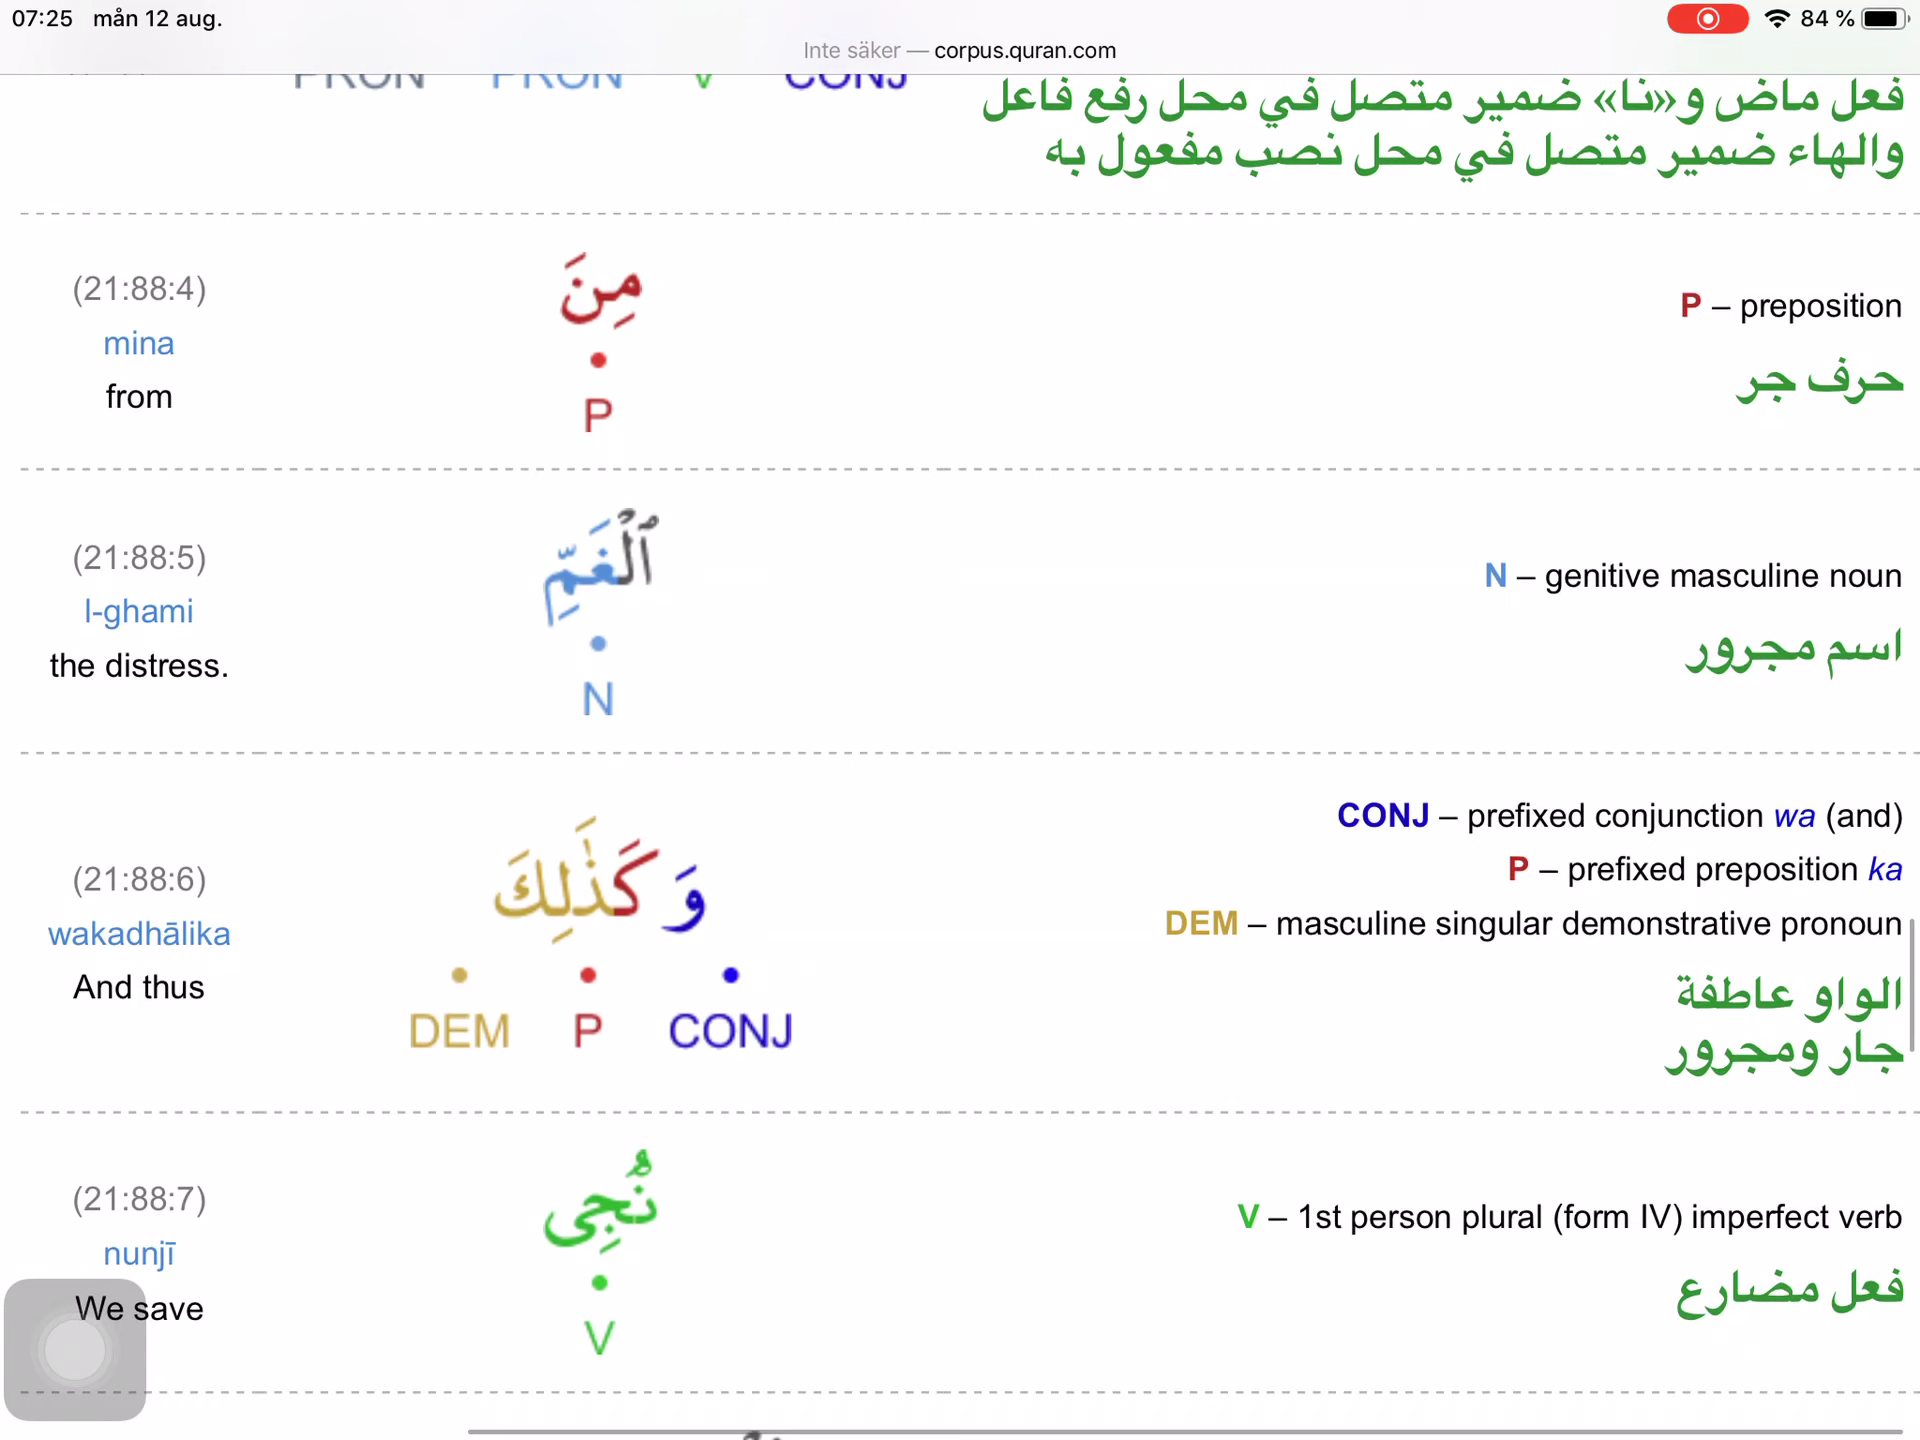 07:25 mån 12 aug. 84 %
Inte säker — corpus.quran.com
PRON PRON V CONJ
فعل ماض و«نا» ضمير متصل في محل رفع فاعل
والهاء ضمير متصل في محل نصب مفعول به
(21:88:4)
mina
from
مِنَ
P
P – preposition
حرف جر
(21:88:5)
l-ghami
the distress.
ٱلْغَمِّ
N
N – genitive masculine noun
اسم مجرور
(21:88:6)
wakadhālika
And thus
وَكَذَٰلِكَ
DEM P CONJ
CONJ – prefixed conjunction wa (and)
P – prefixed preposition ka
DEM – masculine singular demonstrative pronoun
الواو عاطفة
جار ومجرور
(21:88:7)
nunjī
We save
نُۨجِى
V
V – 1st person plural (form IV) imperfect verb
فعل مضارع